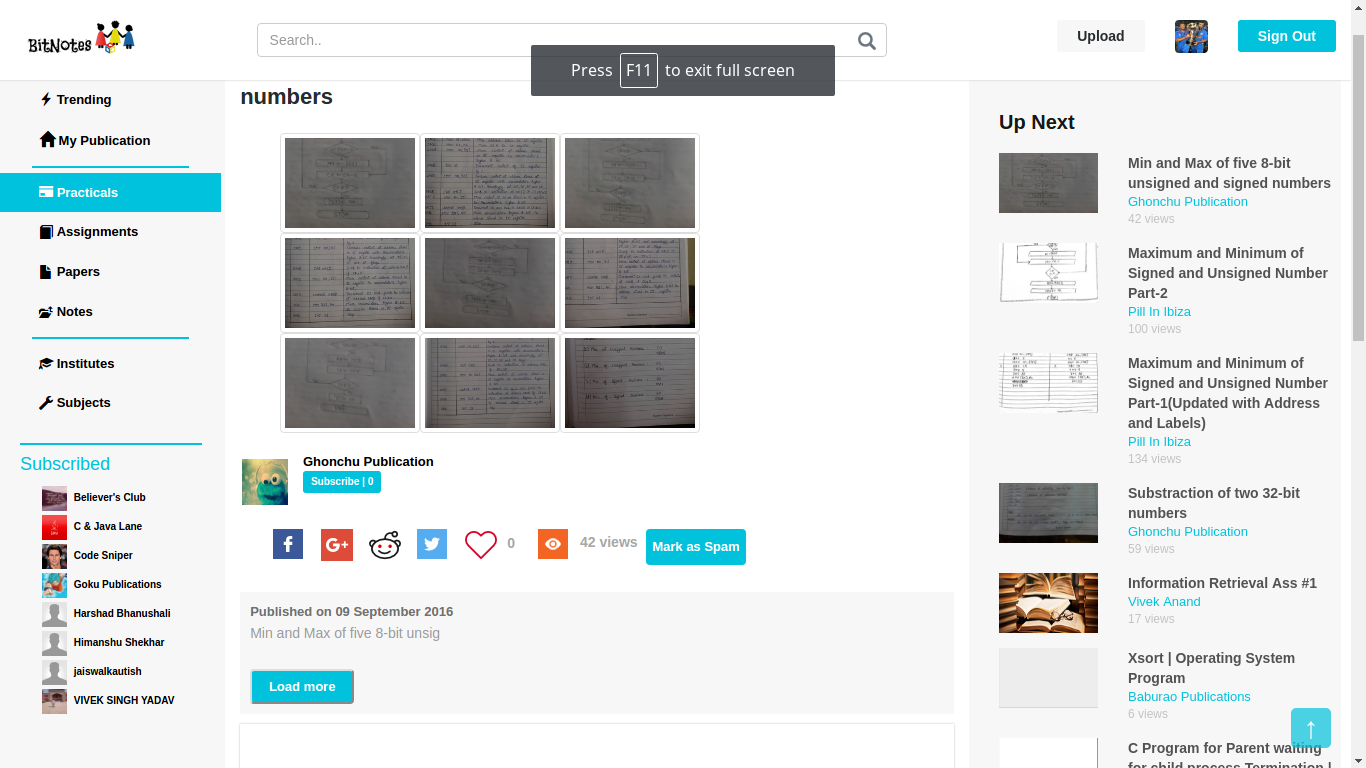 BitNotes
Search..
Upload
Sign Out
Press F11 to exit full screen
Trending
My Publication
Practicals
Assignments
Papers
Notes
Institutes
Subjects
Subscribed
Believer's Club
C & Java Lane
Code Sniper
Goku Publications
Harshad Bhanushali
Himanshu Shekhar
jaiswalkautish
VIVEK SINGH YADAV
numbers
Ghonchu Publication
Subscribe | 0
0
42 views
Mark as Spam
Published on 09 September 2016
Min and Max of five 8-bit unsig
Load more
Up Next
Min and Max of five 8-bit
unsigned and signed numbers
Ghonchu Publication
42 views
Maximum and Minimum of
Signed and Unsigned Number
Part-2
Pill In Ibiza
100 views
Maximum and Minimum of
Signed and Unsigned Number
Part-1(Updated with Address
and Labels)
Pill In Ibiza
134 views
Substraction of two 32-bit
numbers
Ghonchu Publication
59 views
Information Retrieval Ass #1
Vivek Anand
17 views
Xsort | Operating System
Program
Baburao Publications
6 views
C Program for Parent waiting
for child process Termination |